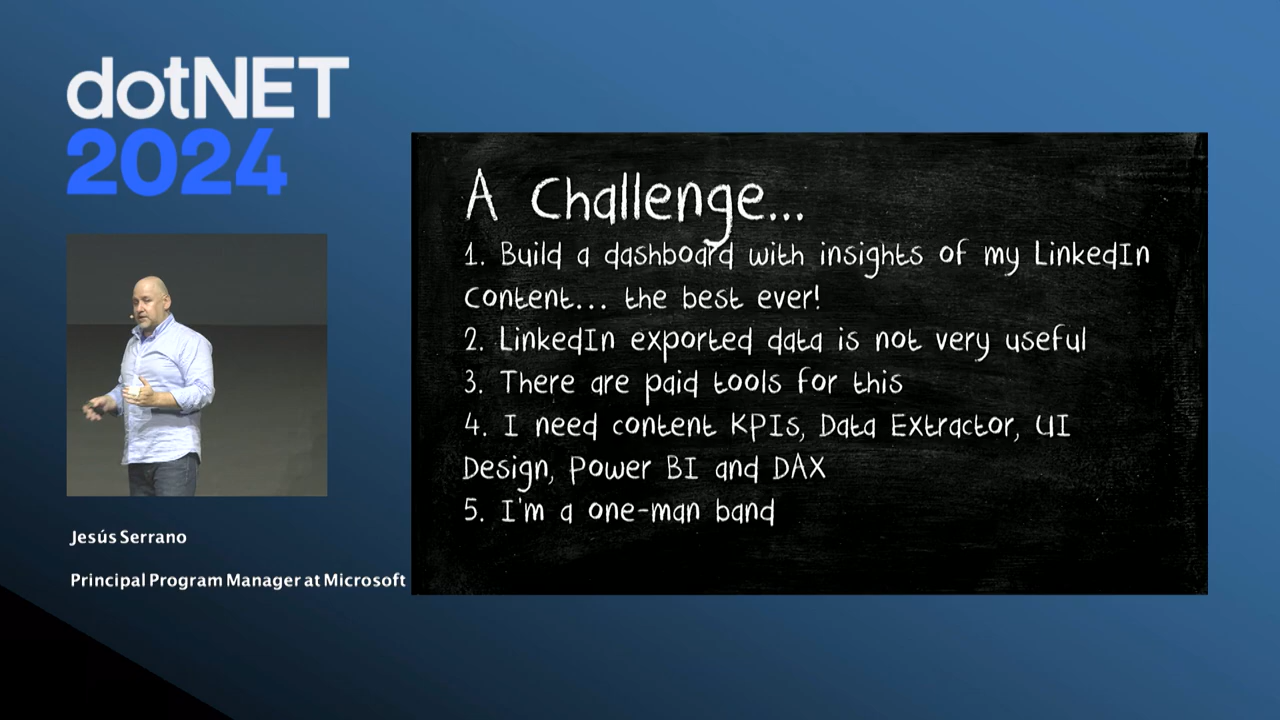 dotNET
2024
A Challenge...
1. Build a dashboard with insights of my LinkedIn
Content... the best ever!
2. LinkedIn exported data is not very useful
3. There are paid tools for this
4. I need content KPIs, Data Extractor, UI
Design, Power BI and DAX
5. I'm a one-man band
Jesús Serrano
Principal Program Manager at Microsoft